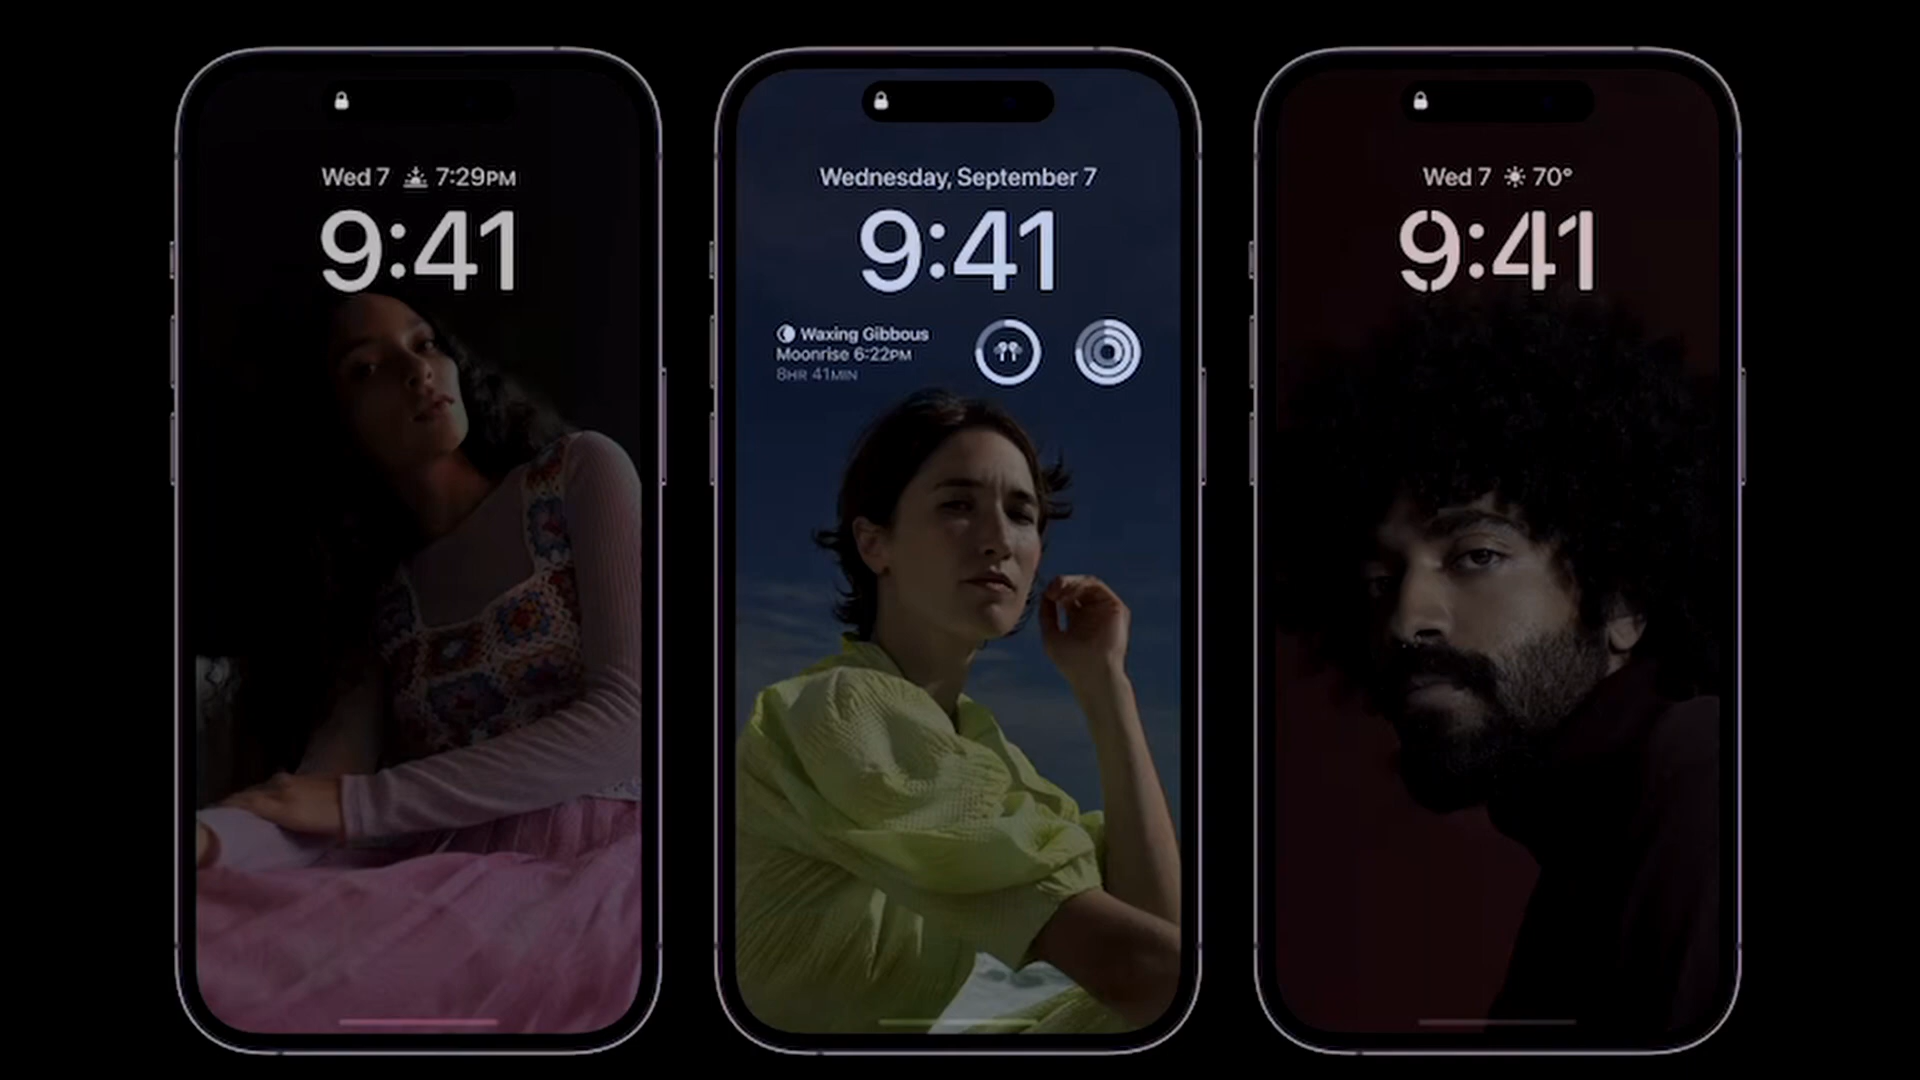 Wed 7 7:29PM
9:41
Wednesday, September 7
9:41
Waxing Gibbous
Moonrise 6:22PM
8HR 41MIN
Wed 7 70°
9:41